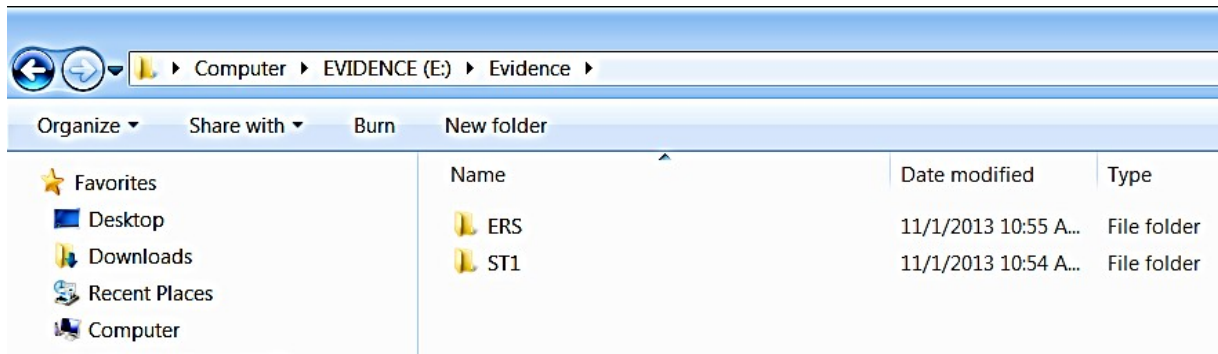 Computer EVIDENCE (E:) Evidence
Organize Share with Burn New folder
Favorites
Desktop
Downloads
Recent Places
Computer
Name Date modified Type
ERS 11/1/2013 10:55 A... File folder
ST1 11/1/2013 10:54 A... File folder